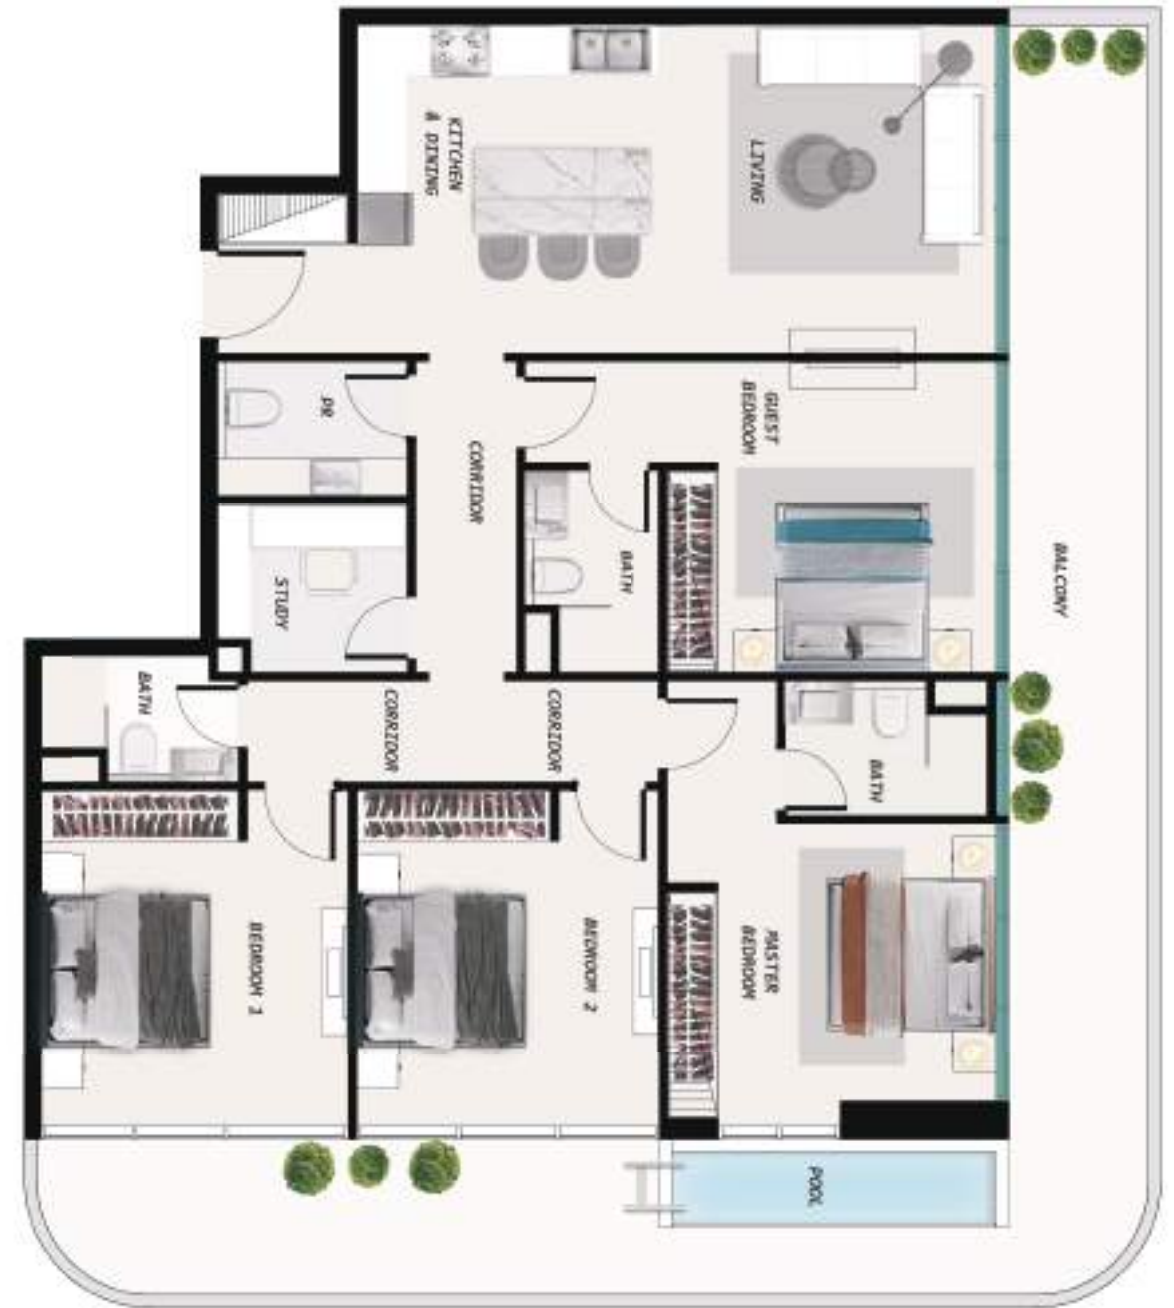 KITCHEN
& DINING
LIVING
PR
CORRIDOR
GUEST
BEDROOM
STUDY
BATH
BALCONY
BATH
CORRIDOR
CORRIDOR
BATH
BEDROOM 1
BEDROOM 2
MASTER
BEDROOM
POOL